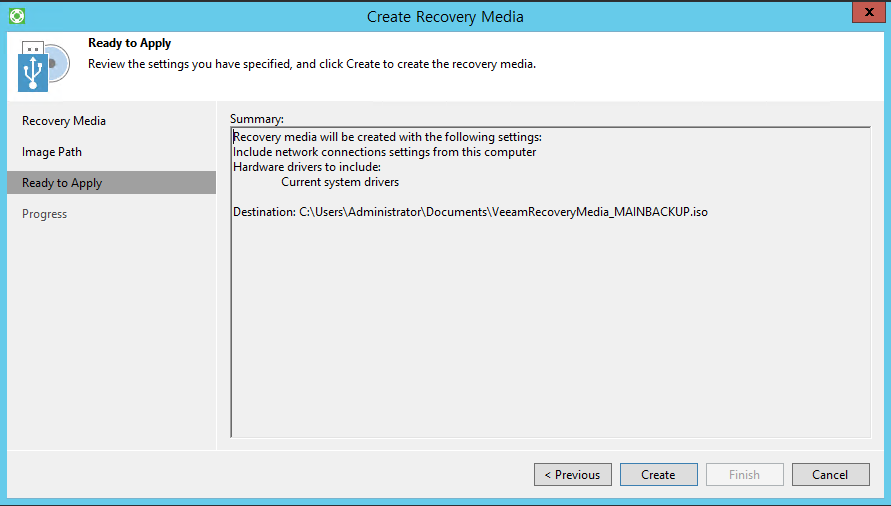 Create Recovery Media
x
Ready to Apply
Review the settings you have specified, and click Create to create the recovery media.
Recovery Media
Image Path
Ready to Apply
Progress
Summary:
Recovery media will be created with the following settings:
Include network connections settings from this computer
Hardware drivers to include:
Current system drivers
Destination: C:\Users\Administrator\Documents\VeeamRecoveryMedia_MAINBACKUP.iso
< Previous
Create
Finish
Cancel